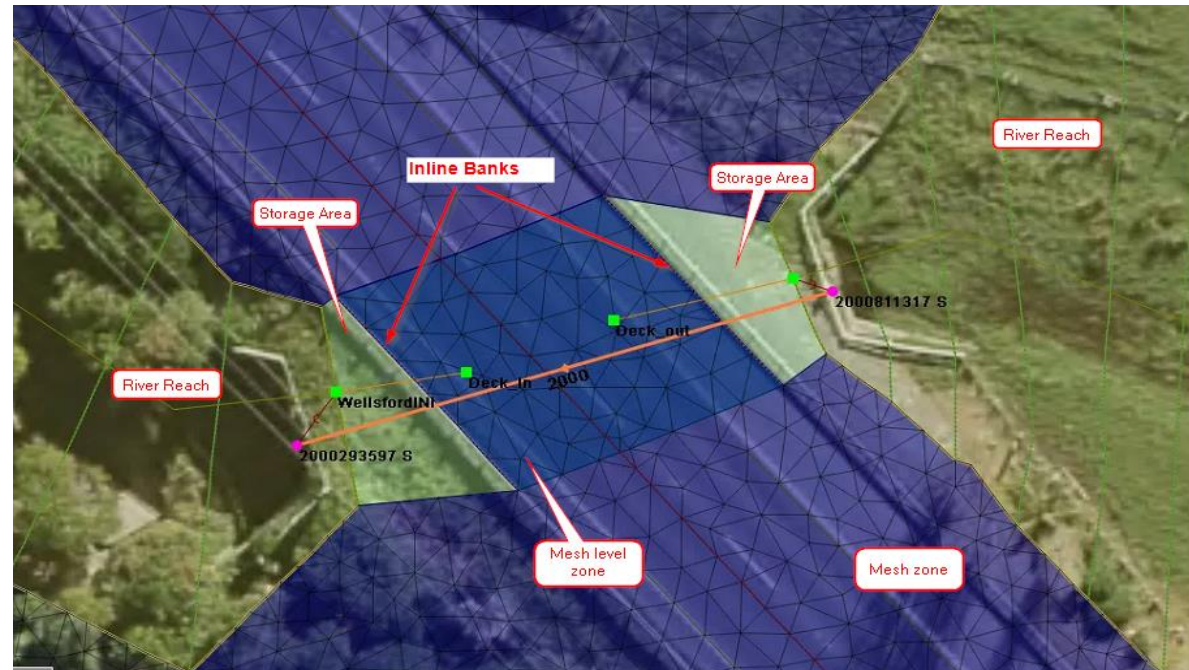 River Reach
Inline Banks
Storage Area
Storage Area
2000811317 S
Deck_out
2000
Deck_In
River Reach
WellsfordINl
C
2000293597 S
Mesh level
zone
Mesh zone